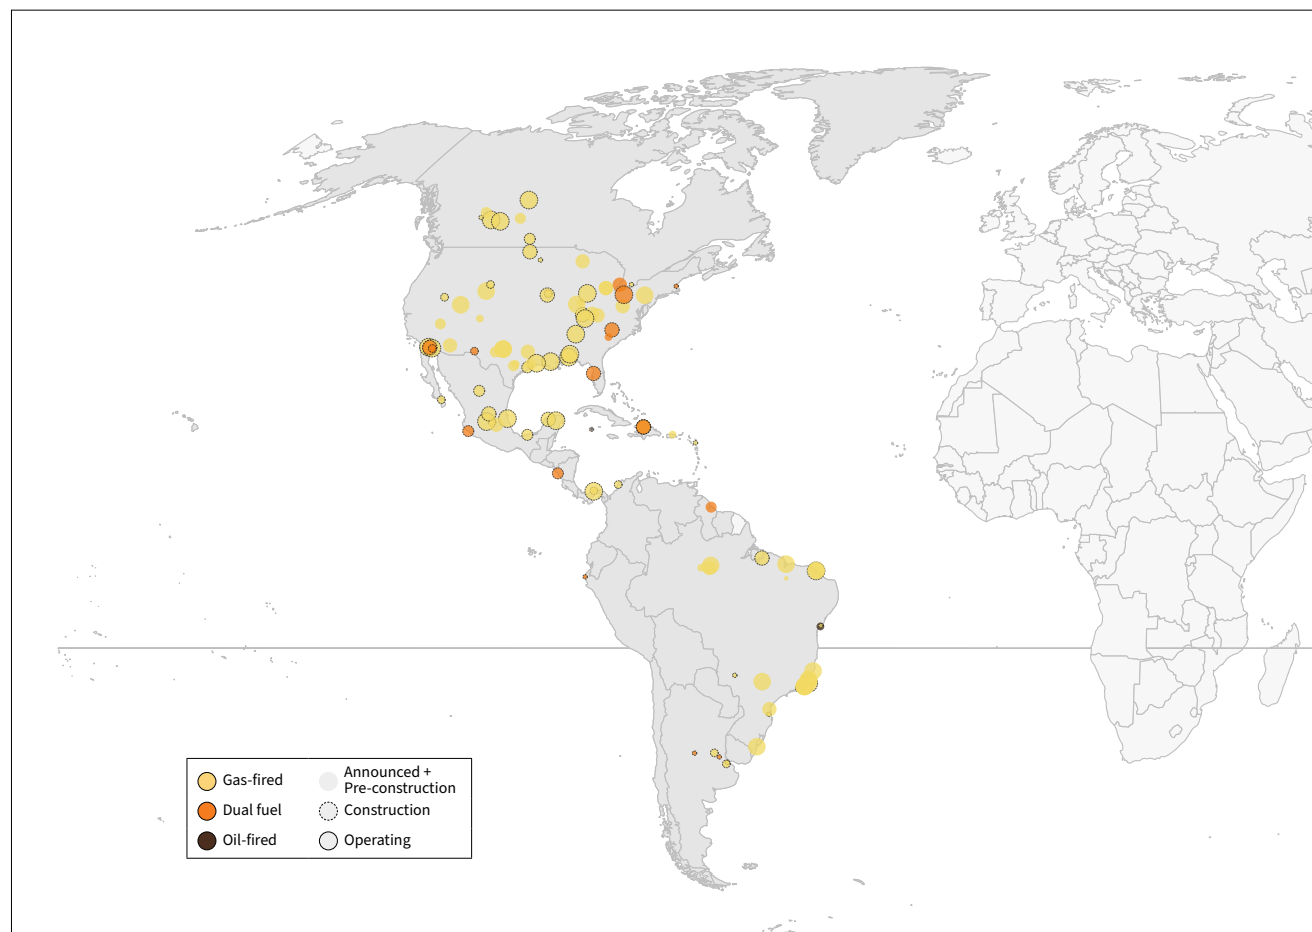 Gas-fired
Dual fuel
Oil-fired
Announced +
Pre-construction
Construction
Operating